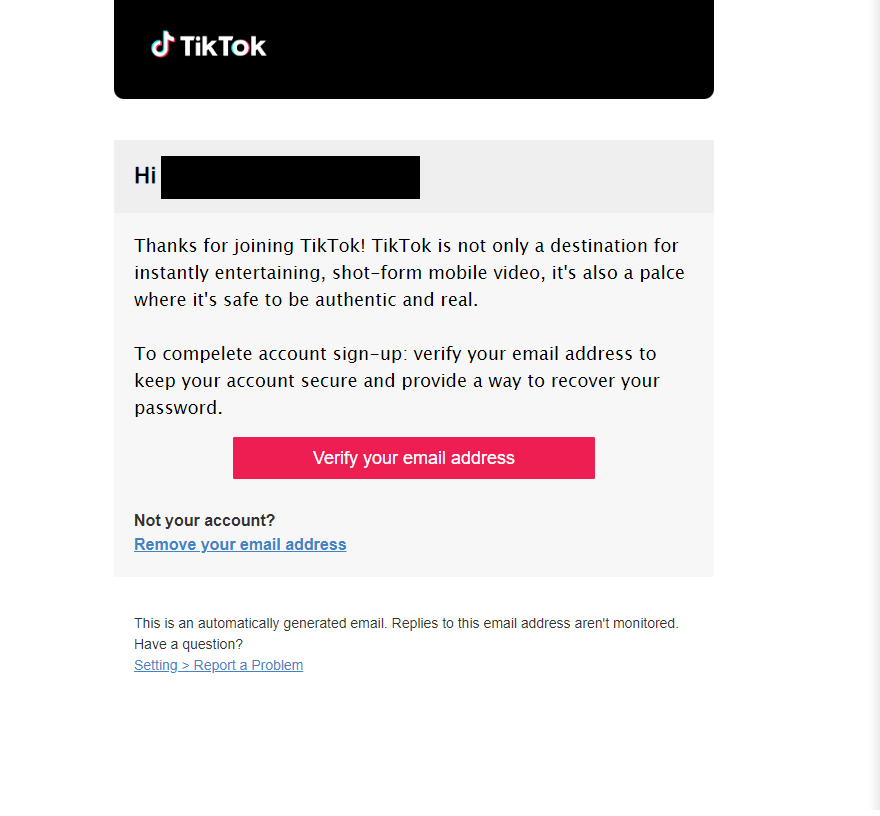 TikTok
Hi
Thanks for joining TikTok! TikTok is not only a destination for
instantly entertaining, shot-form mobile video, it's also a palce
where it's safe to be authentic and real.
To compelete account sign-up: verify your email address to
keep your account secure and provide a way to recover your
password.
Verify your email address
Not your account?
Remove your email address
This is an automatically generated email. Replies to this email address aren't monitored.
Have a question?
Setting > Report a Problem